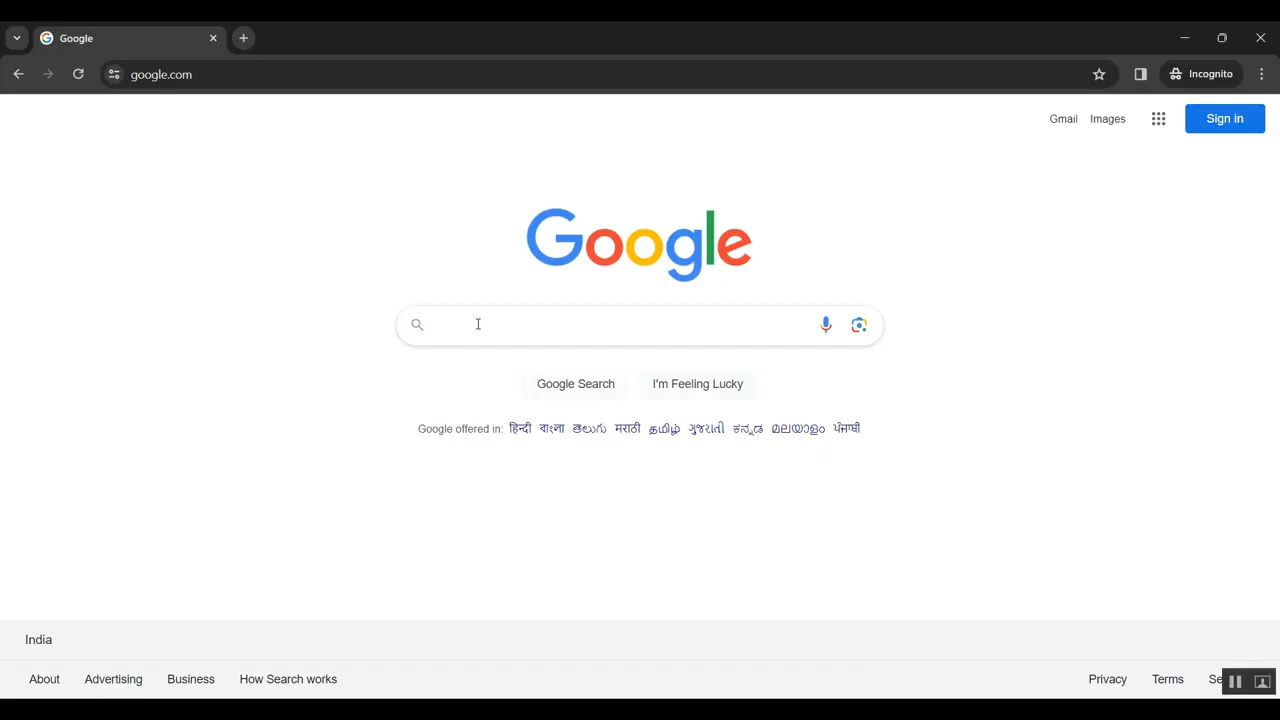 Google
google.com
Incognito
Gmail Images Sign in
Google
Google Search I'm Feeling Lucky
Google offered in: हिन्दी বাংলা తెలుగు मराठी தமிழ் ગુજરાતી ಕನ್ನಡ മലയാളം ਪੰਜਾਬੀ
India
About Advertising Business How Search works Privacy Terms Se